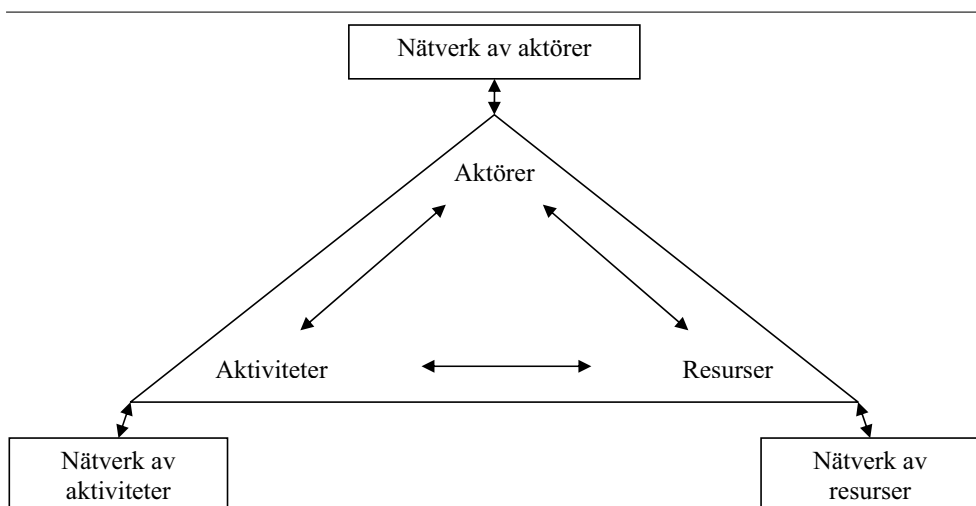 Nätverk av aktörer
Aktörer
Aktiviteter
Resurser
Nätverk av
aktiviteter
Nätverk av
resurser